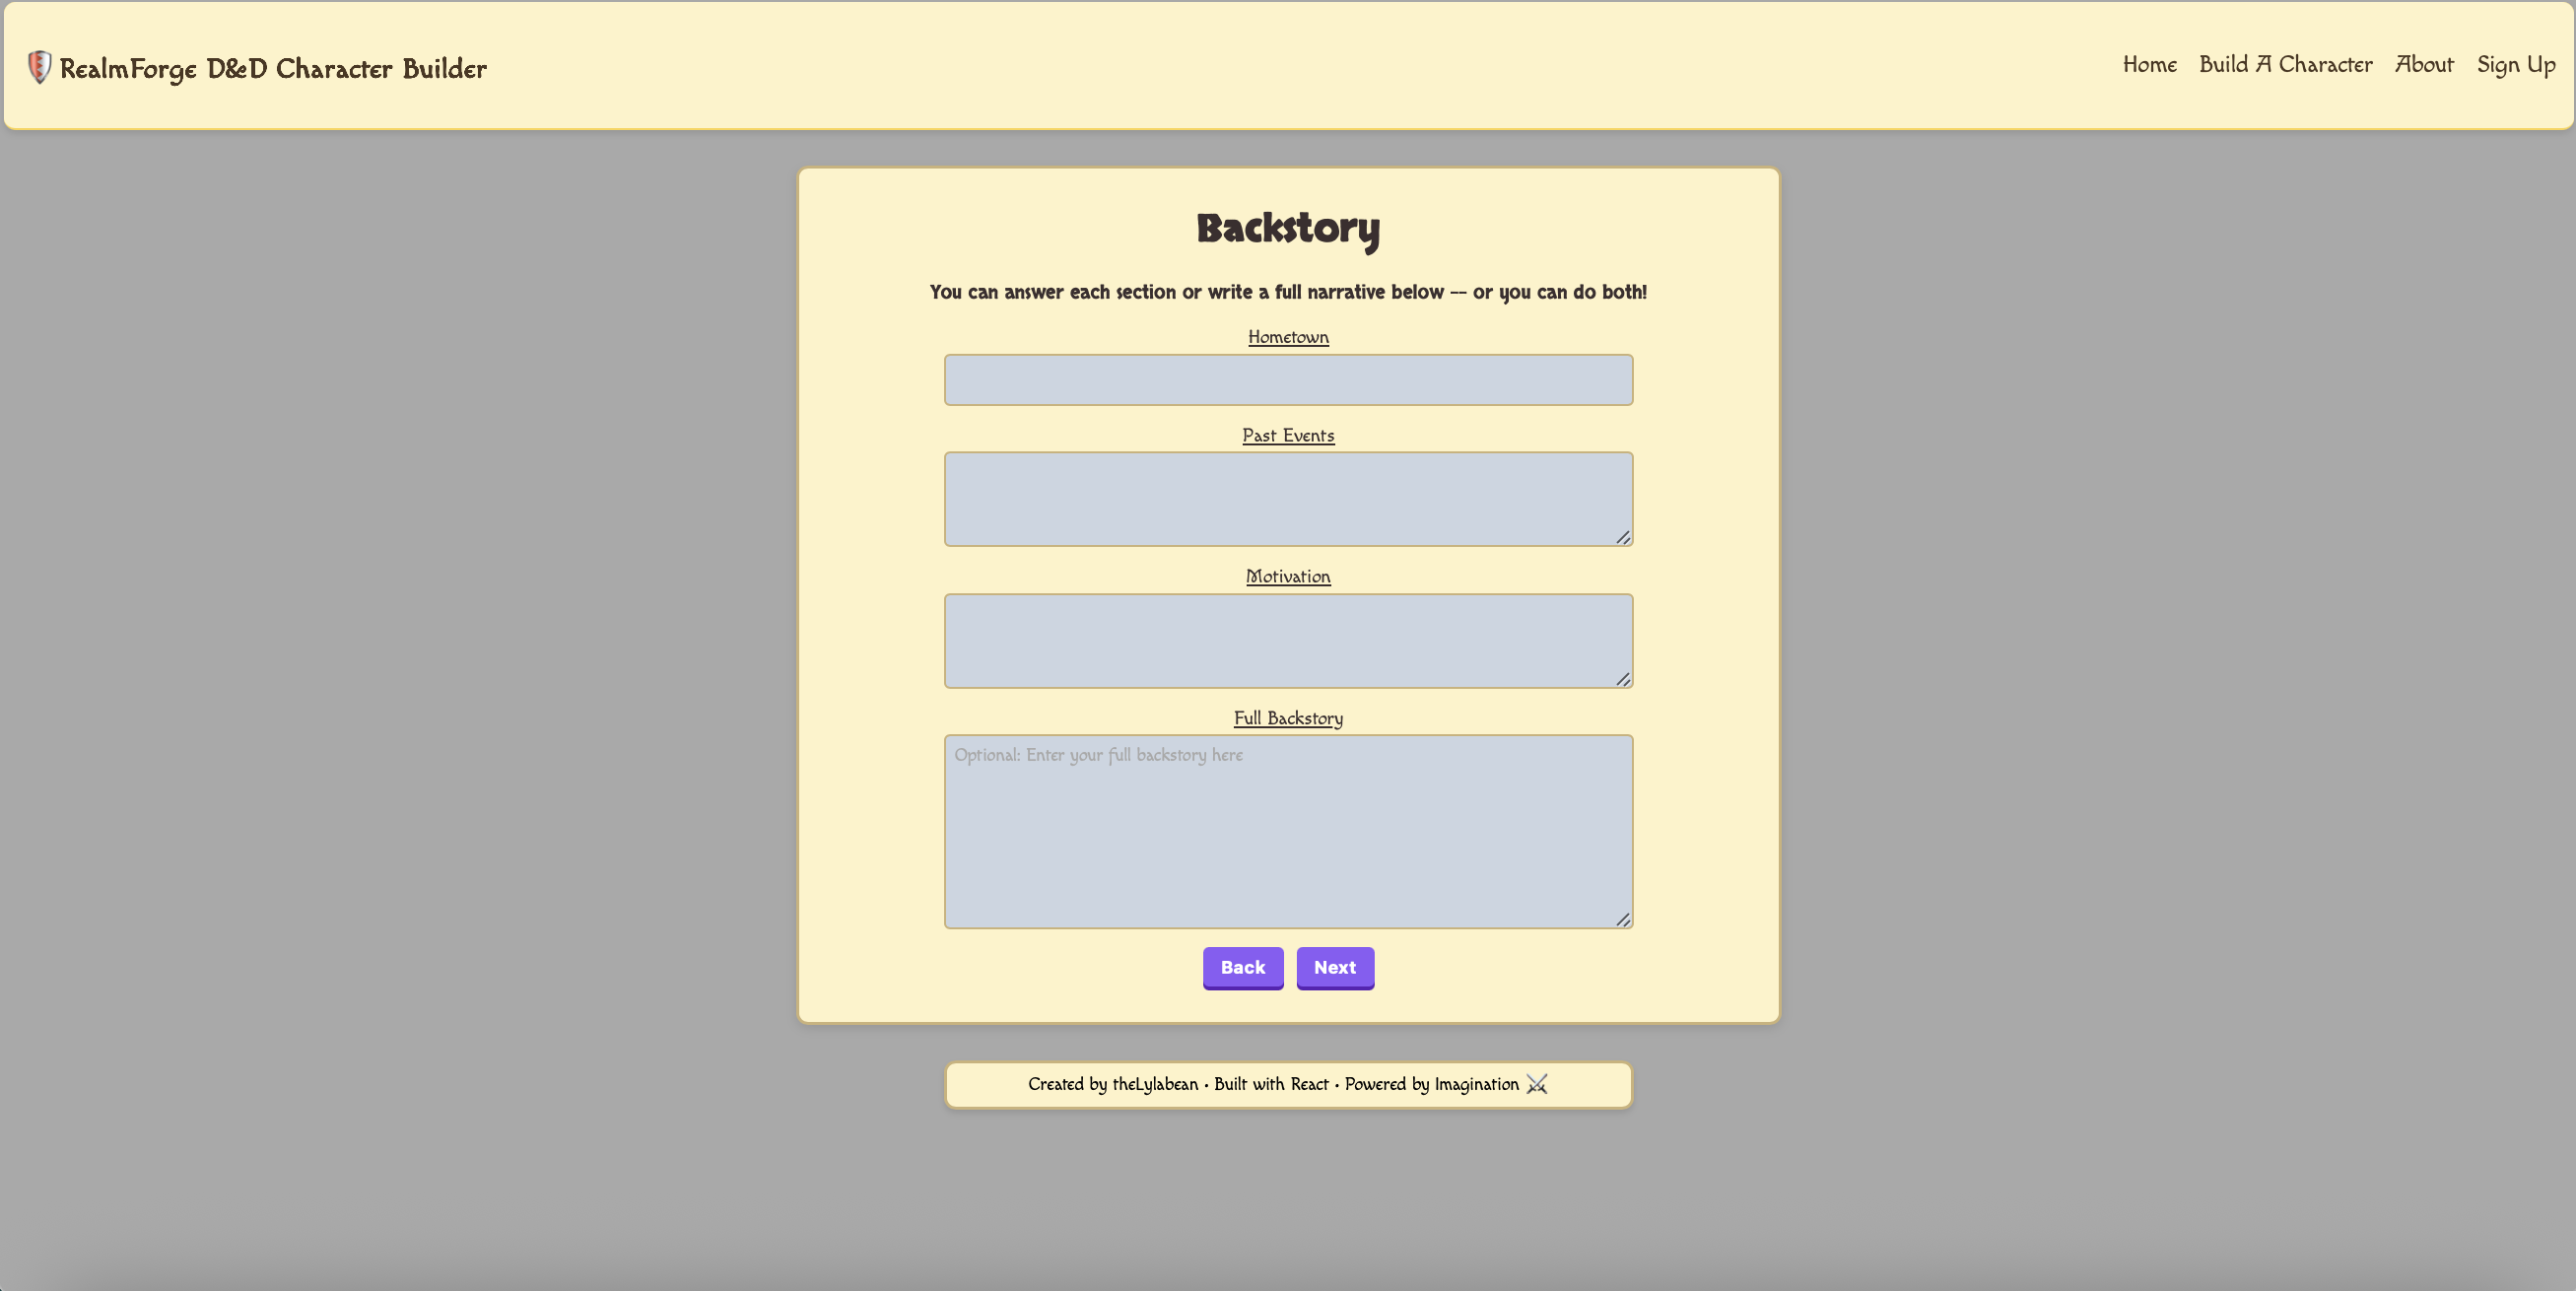 RealmForge D&D Character Builder
Home Build A Character About Sign Up
Backstory
You can answer each section or write a full narrative below -- or you can do both!
Hometown
Past Events
Motivation
Full Backstory
Optional: Enter your full backstory here
Back Next
Created by theLylabean • Built with React • Powered by Imagination ⚔